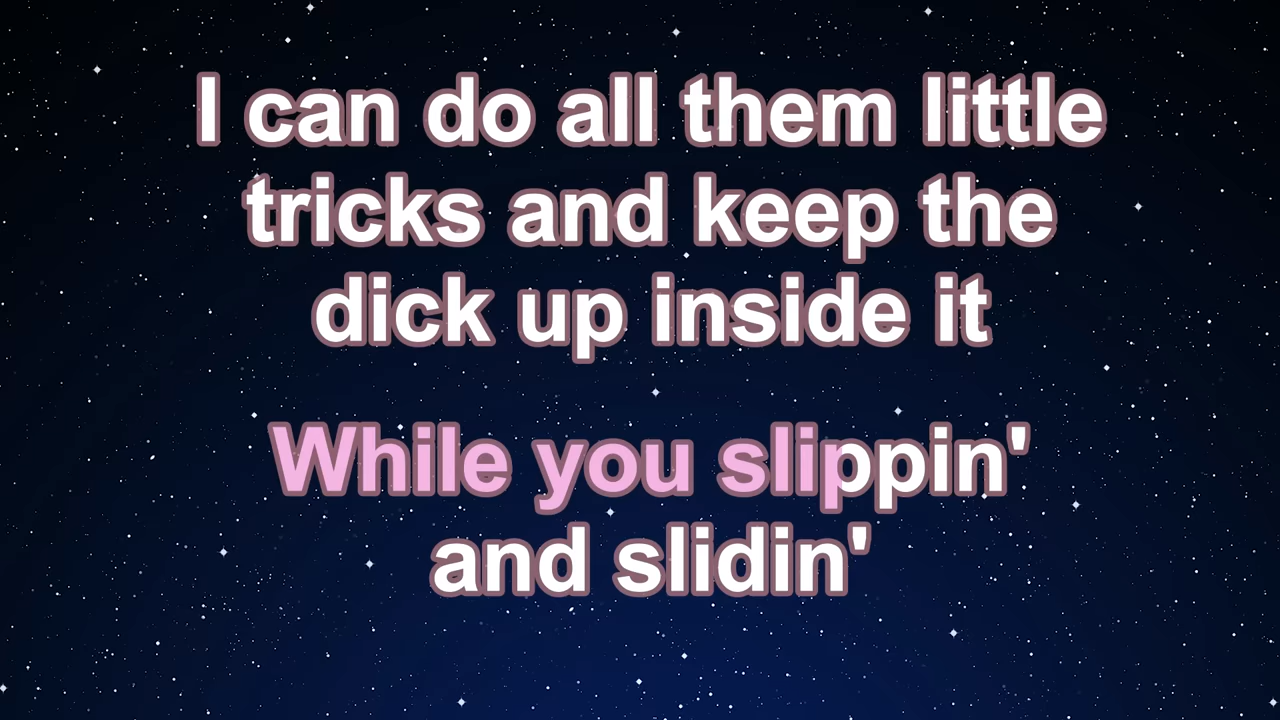 I can do all them little
tricks and keep the
dick up inside it
While you slippin'
and slidin'